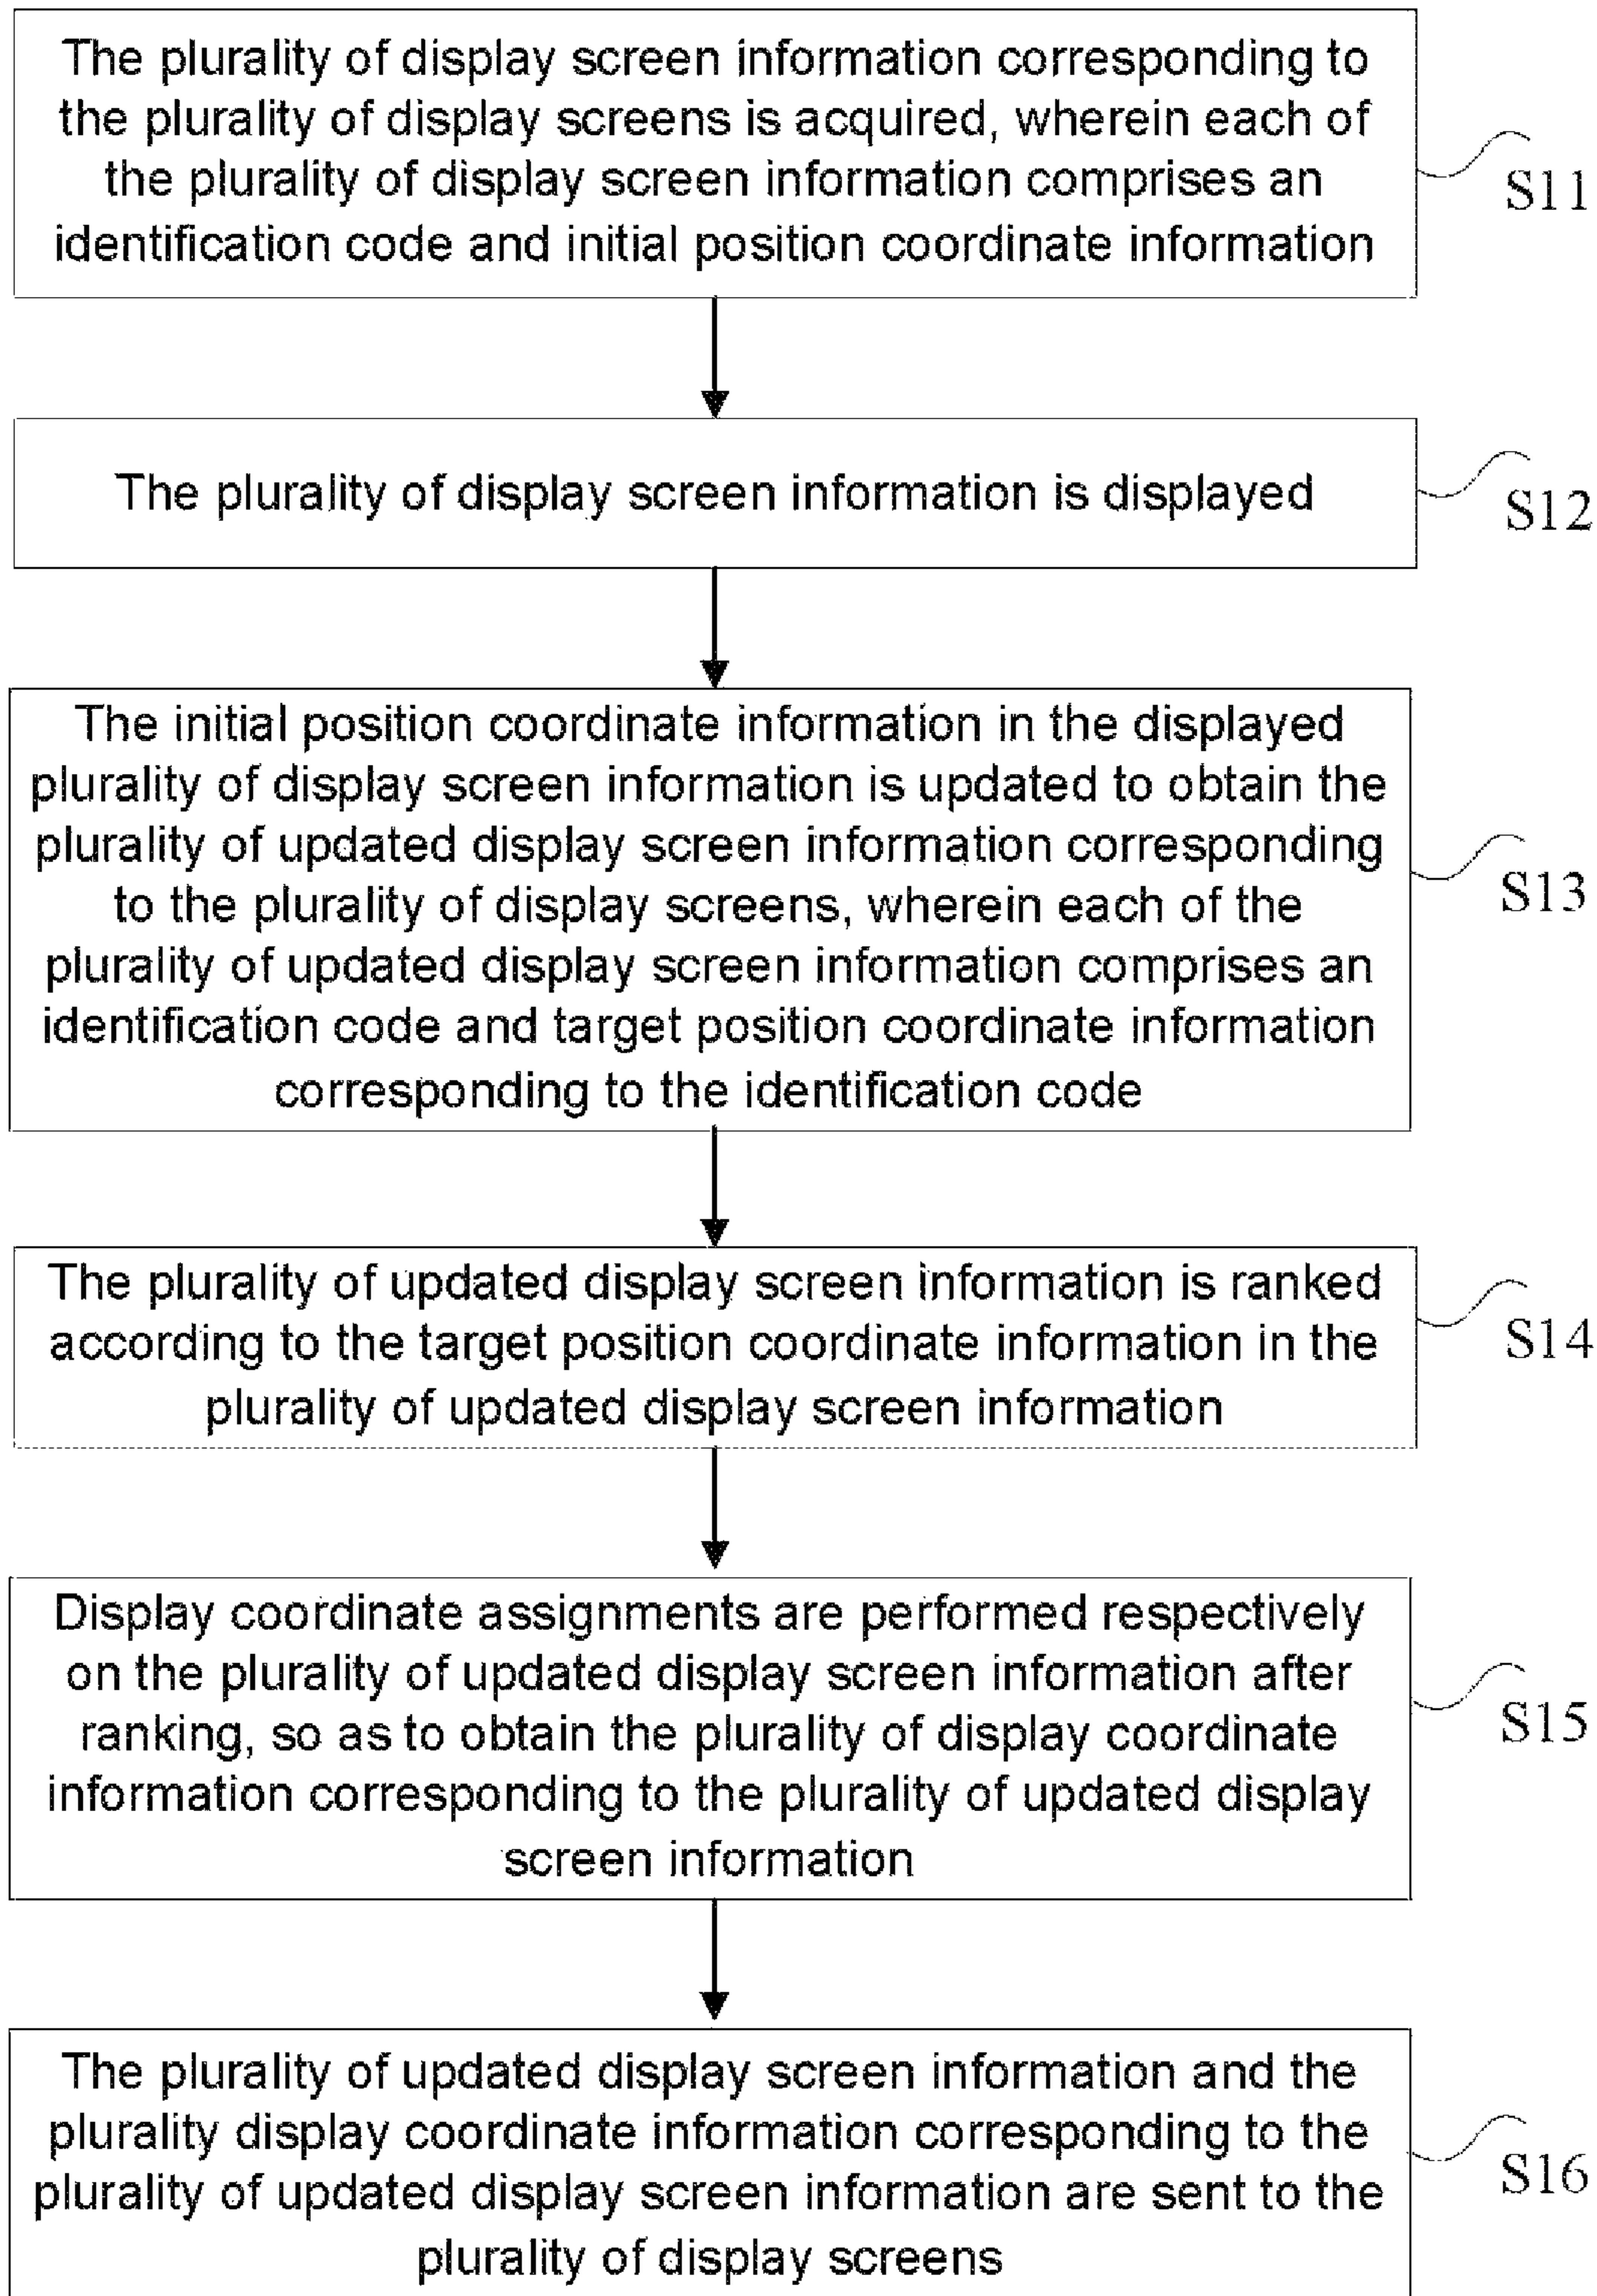 The plurality of display screen information corresponding to
the plurality of display screens is acquired, wherein each of
the plurality of display screen information comprises an
identification code and initial position coordinate information
S11
The plurality of display screen information is displayed
S12
The initial position coordinate information in the displayed
plurality of display screen information is updated to obtain the
plurality of updated display screen information corresponding
to the plurality of display screens, wherein each of the
plurality of updated display screen information comprises an
identification code and target position coordinate information
corresponding to the identification code
S13
The plurality of updated display screen information is ranked
according to the target position coordinate information in the
plurality of updated display screen information
S14
Display coordinate assignments are performed respectively
on the plurality of updated display screen information after
ranking, so as to obtain the plurality of display coordinate
information corresponding to the plurality of updated display
screen information
S15
The plurality of updated display screen information and the
plurality display coordinate information corresponding to the
plurality of updated display screen information are sent to the
plurality of display screens
S16